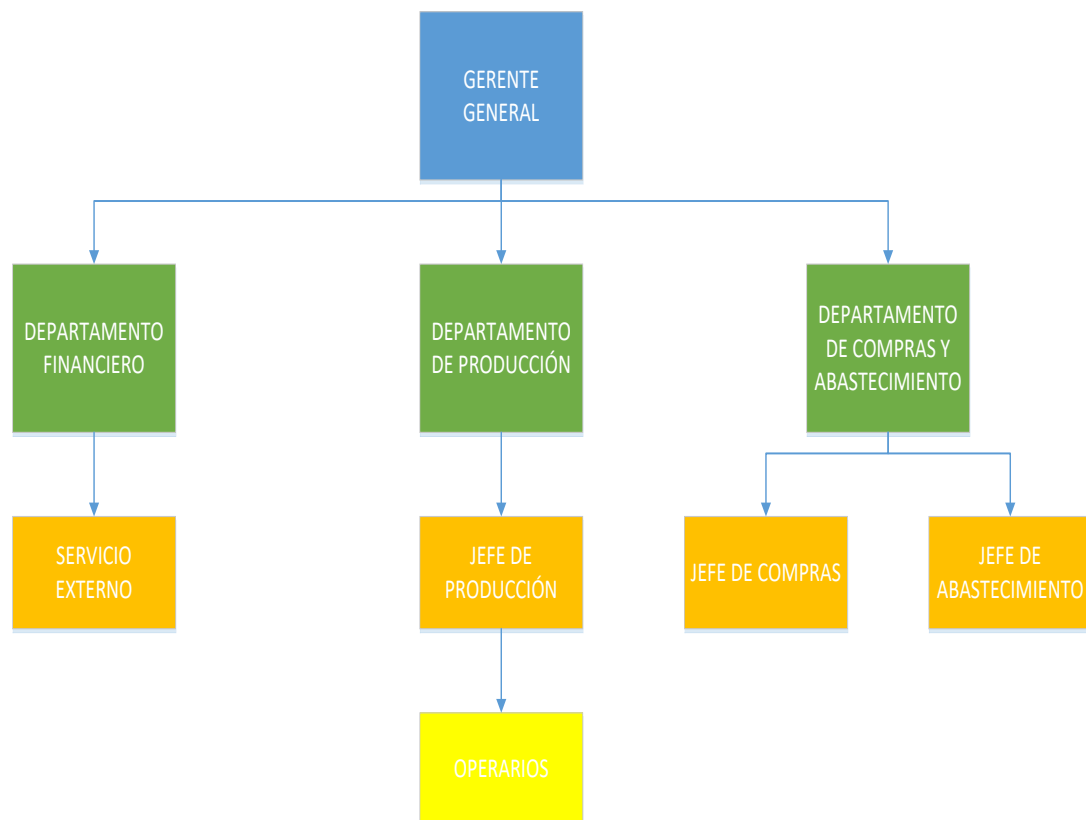 GERENTE
GENERAL
DEPARTAMENTO
FINANCIERO
DEPARTAMENTO
DE PRODUCCIÓN
DEPARTAMENTO
DE COMPRAS Y
ABASTECIMIENTO
SERVICIO
EXTERNO
JEFE DE
PRODUCCIÓN
JEFE DE COMPRAS
JEFE DE
ABASTECIMIENTO
OPERARIOS